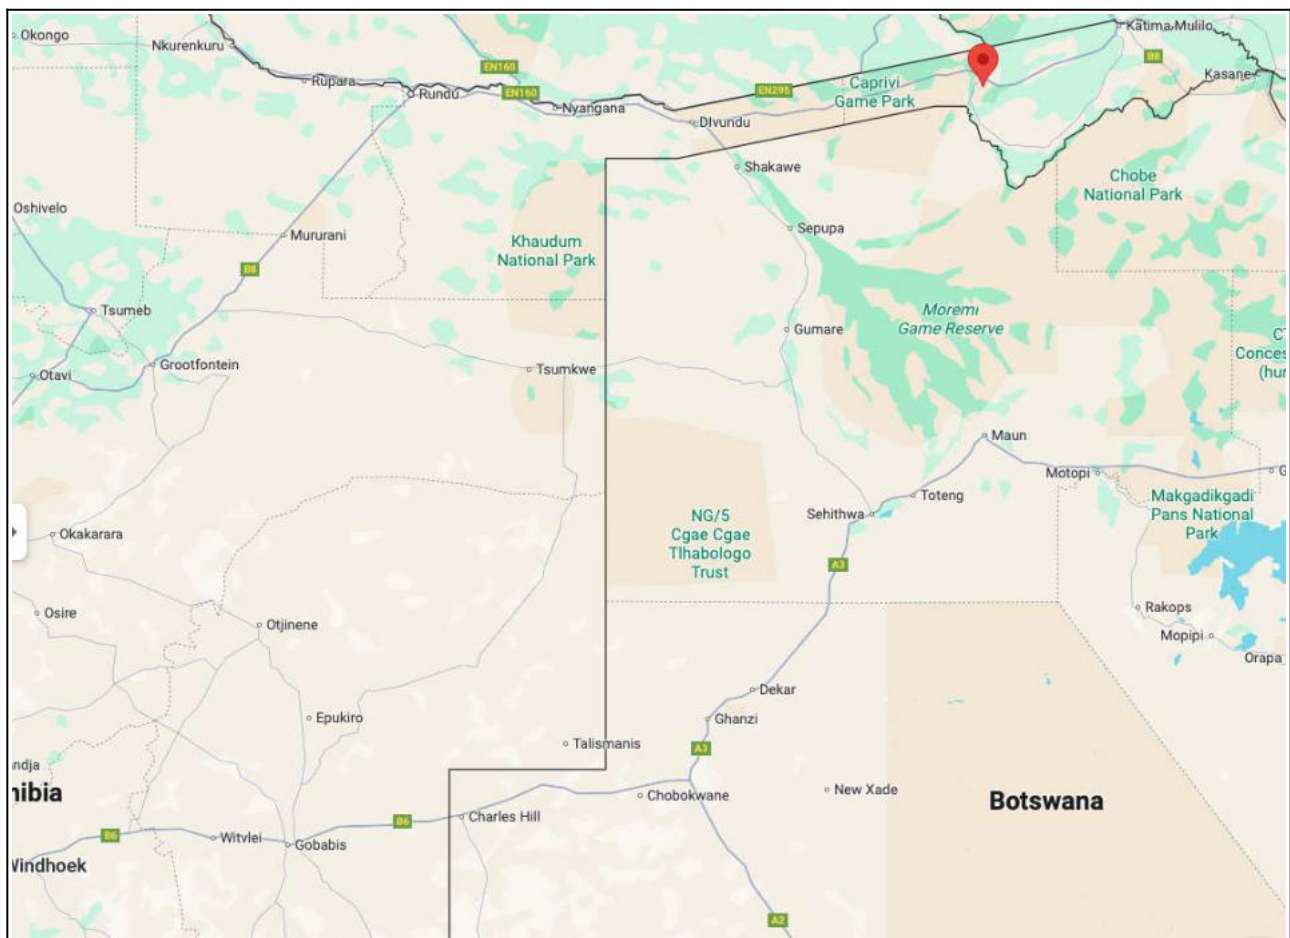 Okongo
Nkurenkuru
Rupara
Rundu
EN160
EN160
Nyangana
EN295
Divundu
Caprivi
Game Park
Katima Mulilo
B8
Kasane
Shakawe
Chobe
National Park
Oshivelo
Mururani
Sepupa
Khaudum
National Park
B8
Tsumeb
Moremi
Game Reserve
Gumare
Grootfontein
Tsumkwe
Otavi
Maun
Motopi
G
Toteng
Sehithwa
Makgadikgadi
Pans National
Park
NG/5
Cgae Cgae
Tlhabologo
Trust
Okakarara
A3
Osire
Otjinene
Rakops
Mopipi
Orapa
Dekar
Epukiro
Ghanzi
Talismanis
A3
ndja
nibia
Chobokwane
New Xade
Botswana
Charles Hill
B6
B6
Witvlei
Gobabis
Windhoek
A2